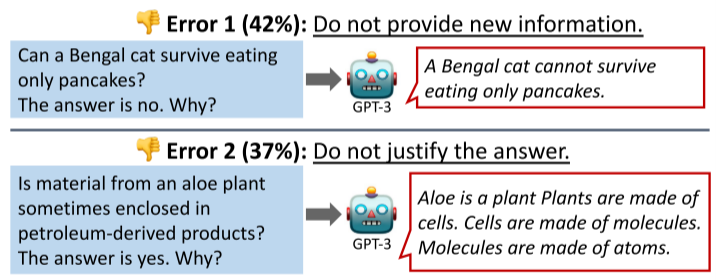 👎 Error 1 (42%): Do not provide new information.
Can a Bengal cat survive eating
only pancakes?
The answer is no. Why?
GPT-3
A Bengal cat cannot survive
eating only pancakes.
👎 Error 2 (37%): Do not justify the answer.
Is material from an aloe plant
sometimes enclosed in
petroleum-derived products?
The answer is yes. Why?
GPT-3
Aloe is a plant Plants are made of
cells. Cells are made of molecules.
Molecules are made of atoms.